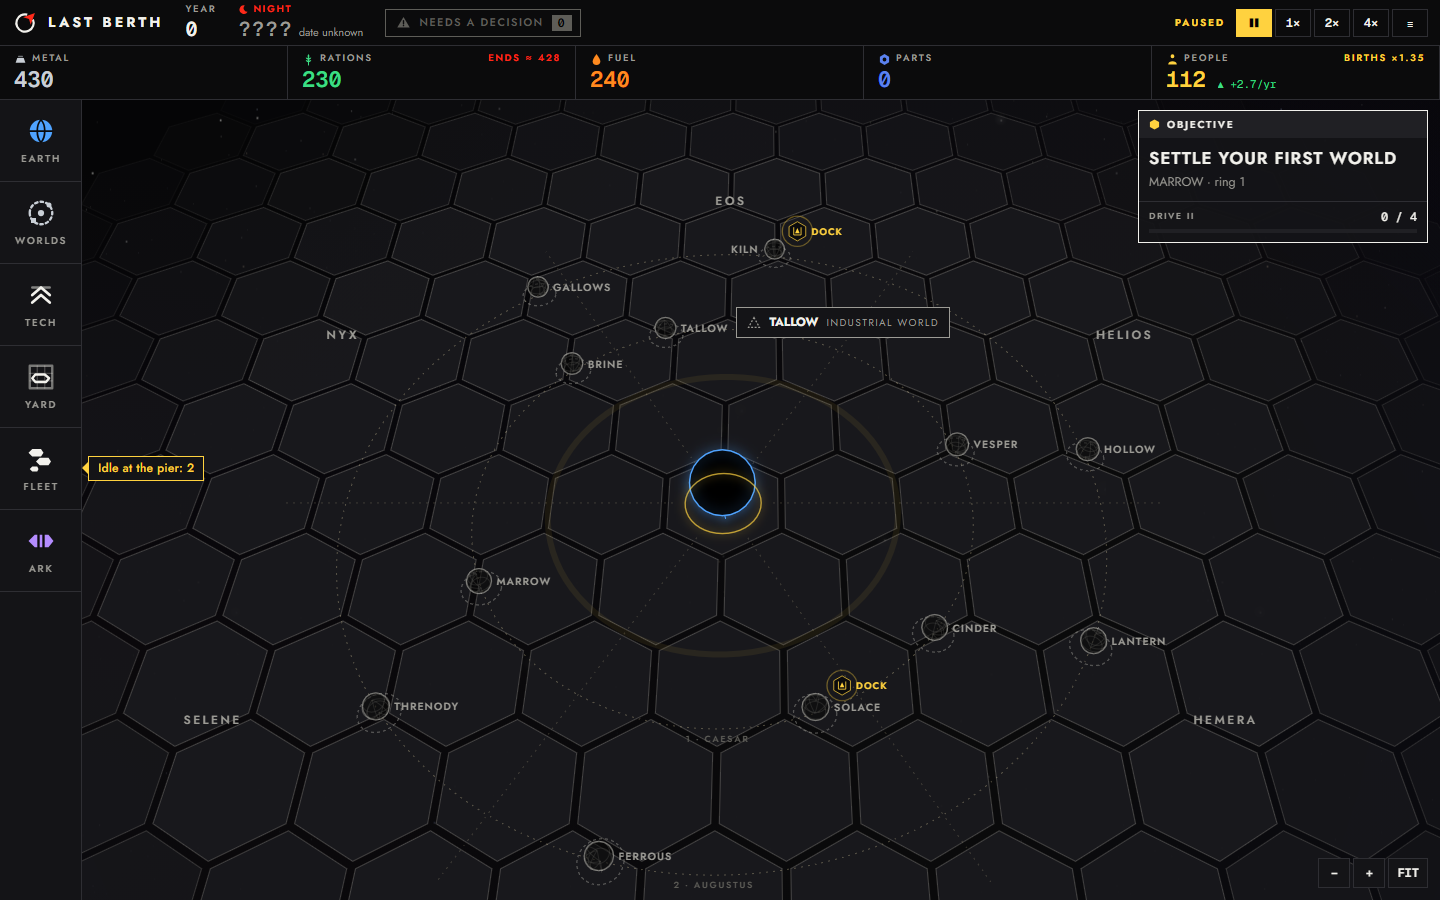 LAST BERTH
YEAR
0
NIGHT
???? date unknown
NEEDS A DECISION 0
PAUSED
1×
2×
4×
METAL
430
RATIONS
ENDS ≈ 428
230
FUEL
240
PARTS
0
PEOPLE
BIRTHS ×1.35
112 ▲ +2.7/yr
EARTH
WORLDS
TECH
YARD
FLEET
Idle at the pier: 2
ARK
OBJECTIVE
SETTLE YOUR FIRST WORLD
MARROW · ring 1
DRIVE II
0 / 4
EOS
DOCK
KILN
GALLOWS
TALLOW
TALLOW INDUSTRIAL WORLD
NYX
HELIOS
BRINE
VESPER
HOLLOW
MARROW
CINDER
LANTERN
DOCK
SOLACE
THRENODY
SELENE
HEMERA
1 · CAESAR
FERROUS
2 · AUGUSTUS
−
+
FIT